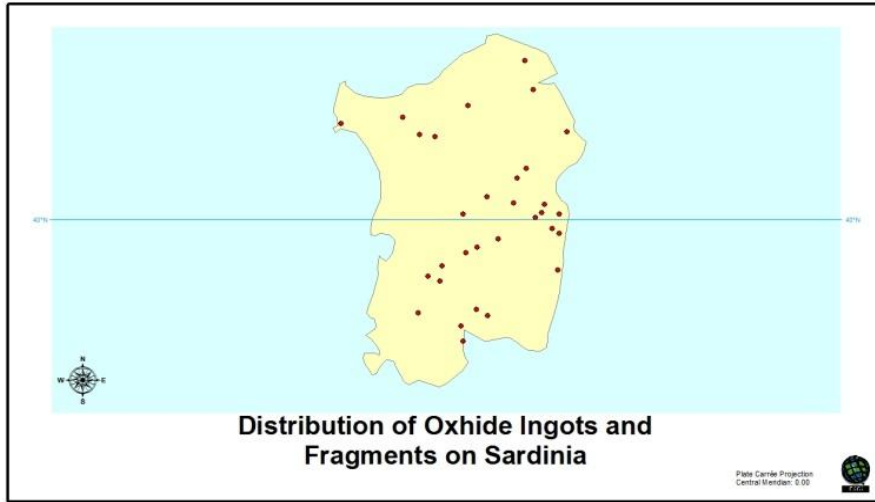 40°N 40°N
N
W E
S
Distribution of Oxhide Ingots and
Fragments on Sardinia
Plate Carrée Projection
Central Meridian: 0.00